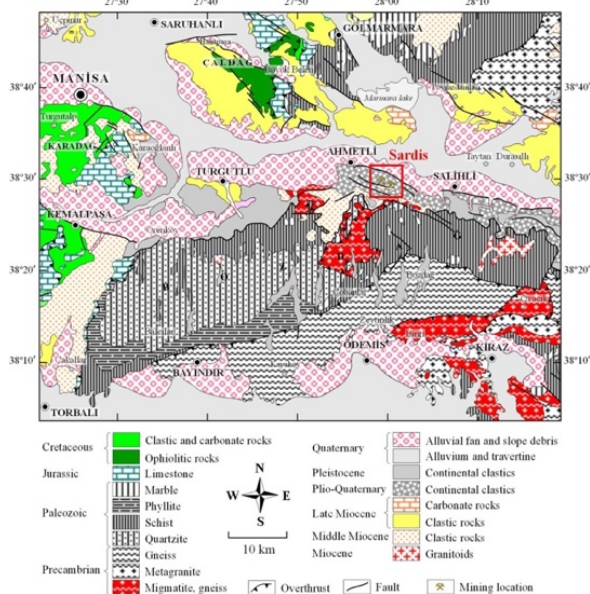 27°30'
27°40'
27°50'
28°00'
28°10'
SARUHANLI
GÖLMARMARA
ÇALDAĞ
38°40'
38°40'
MANİSA
Marmara lake
Turgutalp
KARADAĞ
AHMETLİ
Sardis
TURGUTLU
SALİHLİ
Taytan
Durasıllı
38°30'
38°30'
KEMALPAŞA
38°20'
38°20'
Bozdağ
ÖDEMİŞ
KİRAZ
38°10'
38°10'
BAYINDIR
TORBALI
Cretaceous
Clastic and carbonate rocks
Ophiolitic rocks
Jurassic
Limestone
Paleozoic
Marble
Phyllite
Schist
Quartzite
Precambrian
Gneiss
Metagranite
Migmatite, gneiss
N
W
E
S
10 km
Quaternary
Alluvial fan and slope debris
Alluvium and travertine
Pleistocene
Continental clastics
Plio-Quaternary
Continental clastics
Late Miocene
Carbonate rocks
Clastic rocks
Middle Miocene
Clastic rocks
Miocene
Granitoids
Overthrust
Fault
Mining location